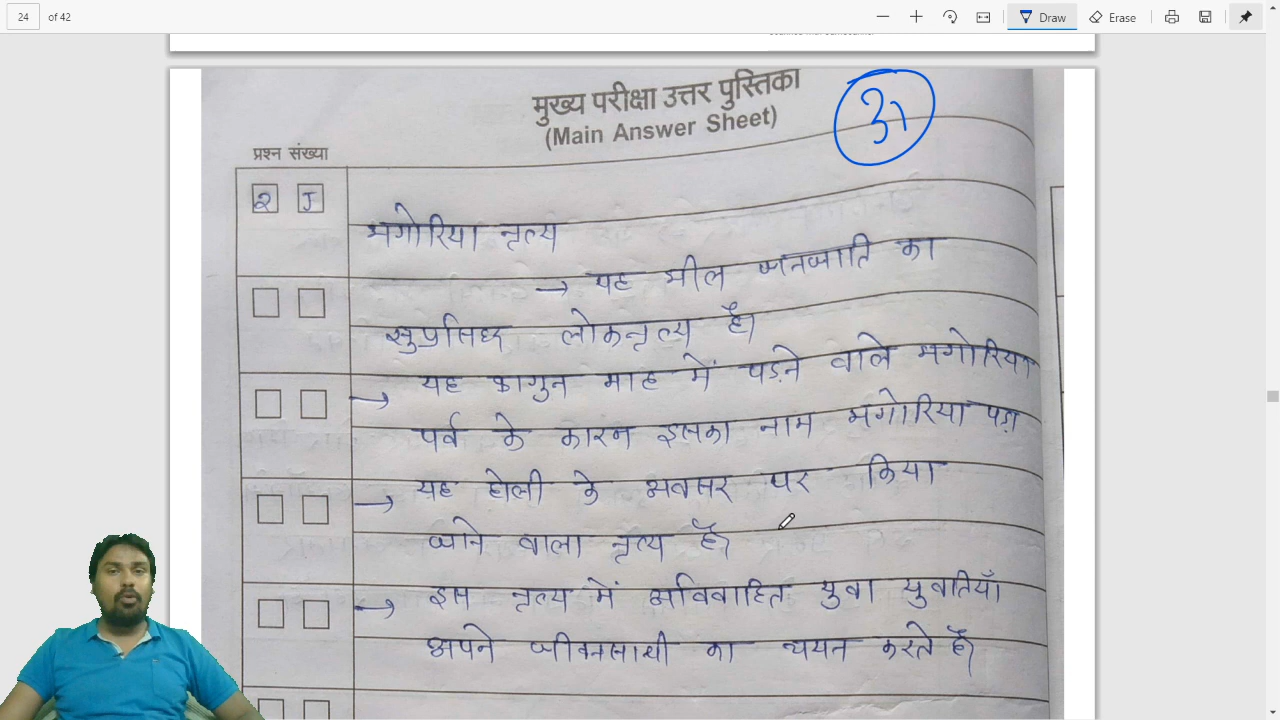 24 of 42
Draw
Erase
मुख्य परीक्षा उत्तर पुस्तिका
(Main Answer Sheet)
प्रश्न संख्या
2 J
भगोरिया नृत्य
→ यह भील जनजाति का
सुप्रसिध्द लोकनृत्य है।
→ यह फागुन माह में पड़ने वाले भगोरिया
पर्व के कारन इसका नाम भगोरिया पड़ा
→ यह होली के अवसर पर किया
जाने वाला नृत्य है।
→ इस नृत्य में अविवाहित युवा युवतियाँ
अपने जीवनसाथी का चयन करते है।